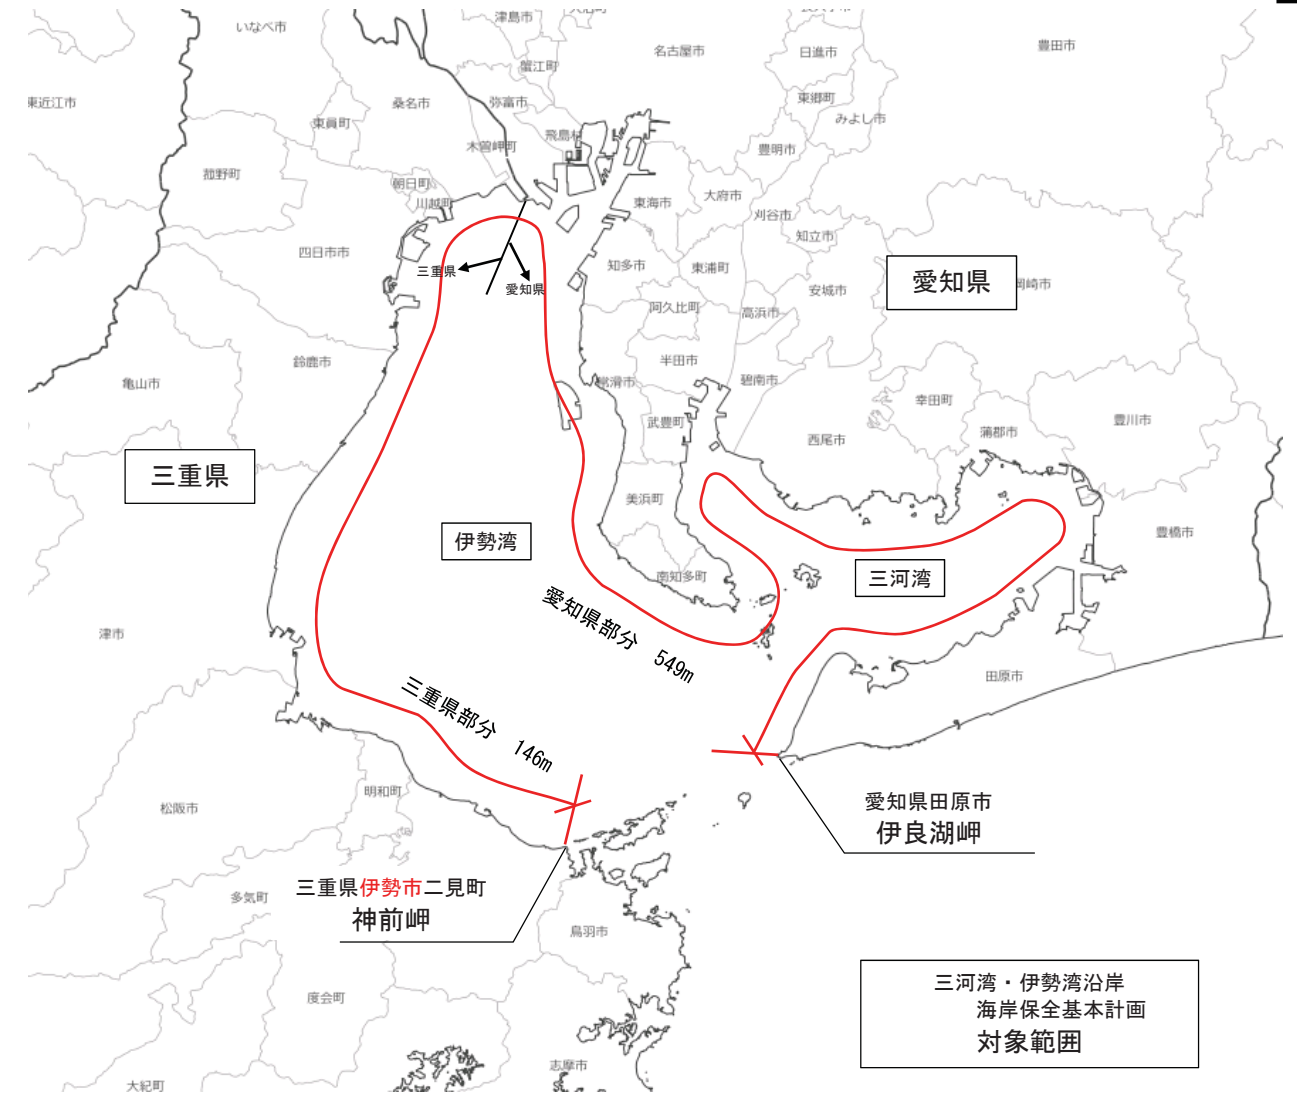 いなべ市
津島市
名古屋市
日進市
豊田市
蟹江町
東近江市
桑名市
弥富市
東郷町
みよし市
東員町
飛島村
木曽岬町
豊明市
菰野町
朝日町
川越町
東海市
大府市
刈谷市
知立市
四日市市
三重県
愛知県
知多市
東浦町
安城市
愛知県
岡崎市
阿久比町
高浜市
鈴鹿市
亀山市
半田市
常滑市
碧南市
幸田町
武豊町
西尾市
蒲郡市
豊川市
三重県
美浜町
伊勢湾
豊橋市
三河湾
南知多町
愛知県部分 549m
津市
田原市
三重県部分 146m
松阪市
明和町
愛知県田原市
伊良湖岬
三重県伊勢市二見町
神前岬
多気町
鳥羽市
度会町
三河湾・伊勢湾沿岸
海岸保全基本計画
対象範囲
志摩市
大紀町